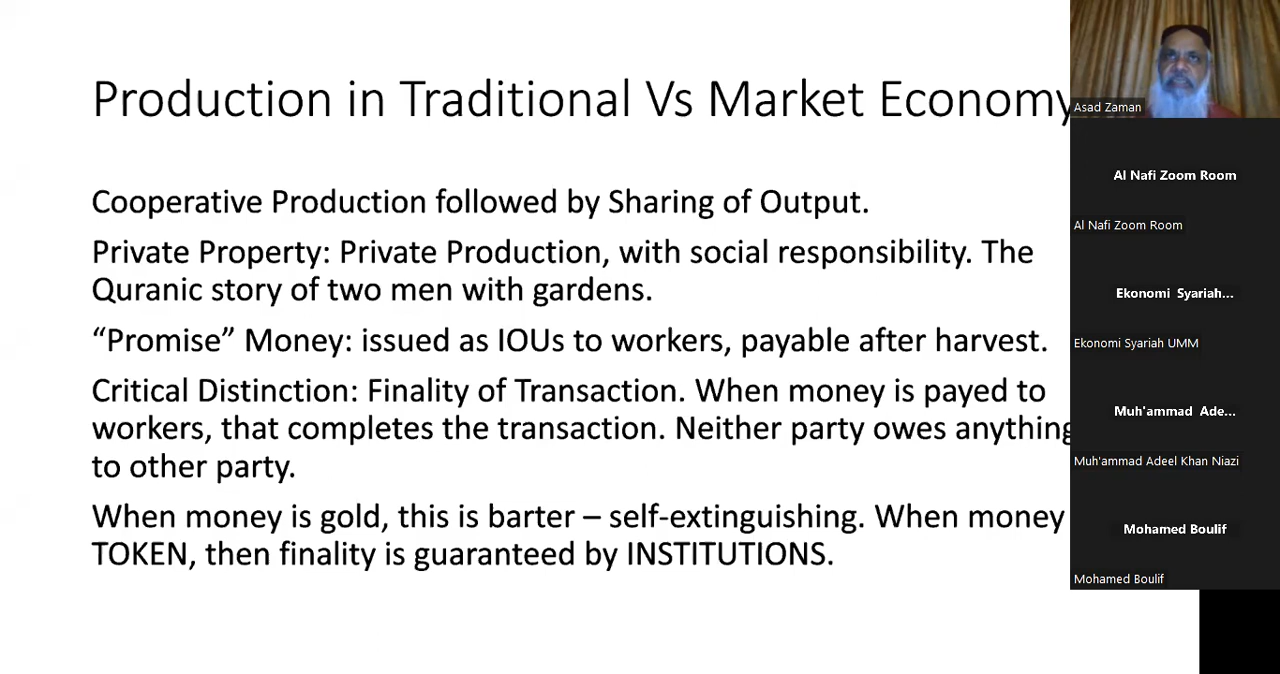 Production in Traditional Vs Market Economy
Cooperative Production followed by Sharing of Output.
Private Property: Private Production, with social responsibility. The
Quranic story of two men with gardens.
“Promise” Money: issued as IOUs to workers, payable after harvest.
Critical Distinction: Finality of Transaction. When money is payed to
workers, that completes the transaction. Neither party owes anything
to other party.
When money is gold, this is barter – self-extinguishing. When money
TOKEN, then finality is guaranteed by INSTITUTIONS.
Asad Zaman
Al Nafi Zoom Room
Al Nafi Zoom Room
Ekonomi Syariah...
Ekonomi Syariah UMM
Muh'ammad Ade...
Muh'ammad Adeel Khan Niazi
Mohamed Boulif
Mohamed Boulif